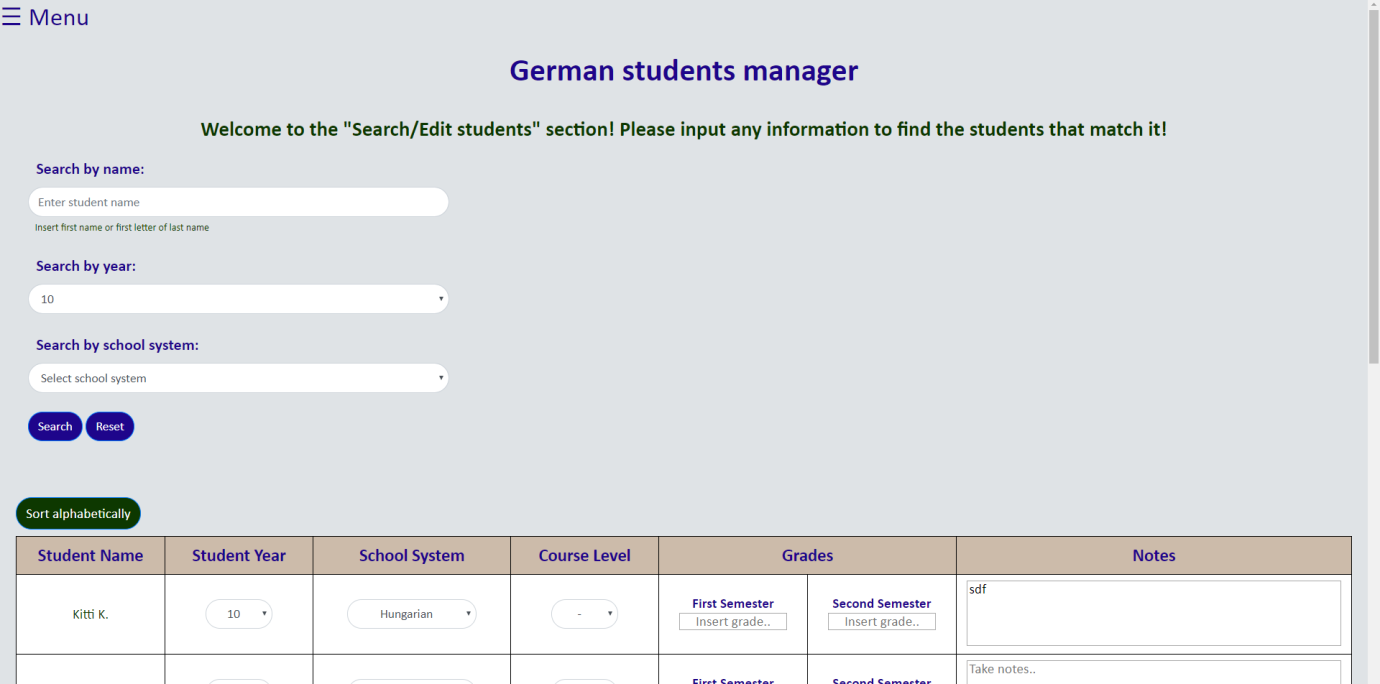 ☰ Menu
German students manager
Welcome to the "Search/Edit students" section! Please input any information to find the students that match it!
Search by name:
Enter student name
Insert first name or first letter of last name
Search by year:
10
Search by school system:
Select school system
Search Reset
Sort alphabetically
Student Name Student Year School System Course Level Grades Notes
sdf
First Semester Second Semester
Kitti K. 10 Hungarian - Insert grade.. Insert grade..
Take notes..
First Semester Second Semester